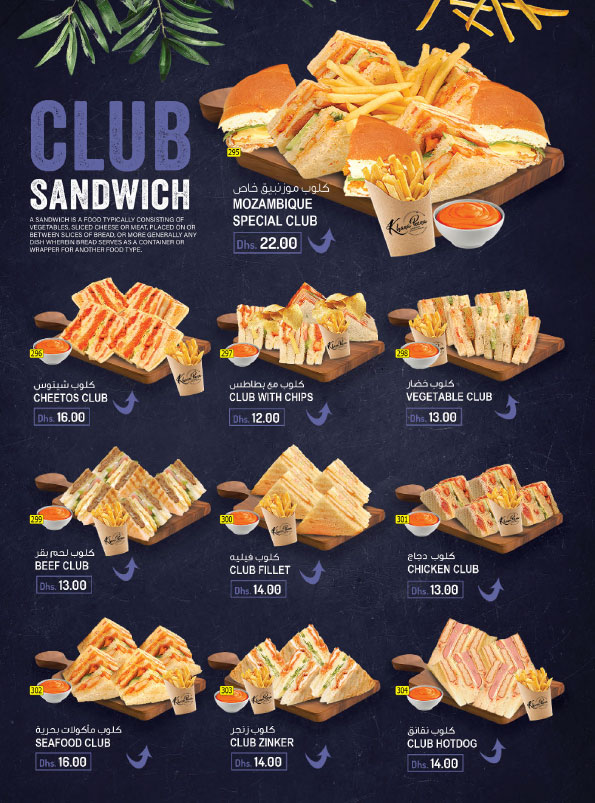 CLUB
SANDWICH
A SANDWICH IS A FOOD TYPICALLY CONSISTING OF
VEGETABLES, SLICED CHEESE OR MEAT, PLACED ON OR
BETWEEN SLICES OF BREAD, OR MORE GENERALLY ANY
DISH WHEREIN BREAD SERVES AS A CONTAINER OR
WRAPPER FOR ANOTHER FOOD TYPE.
295
كلوب موزنبيق خاص
MOZAMBIQUE
SPECIAL CLUB
Dhs. 22.00
296
كلوب شيتوس
CHEETOS CLUB
Dhs. 16.00
297
كلوب مع بطاطس
CLUB WITH CHIPS
Dhs. 12.00
298
كلوب خضار
VEGETABLE CLUB
Dhs. 13.00
299
كلوب لحم بقر
BEEF CLUB
Dhs. 13.00
300
كلوب فيليه
CLUB FILLET
Dhs. 14.00
301
كلوب دجاج
CHICKEN CLUB
Dhs. 13.00
302
كلوب مأكولات بحرية
SEAFOOD CLUB
Dhs. 16.00
303
كلوب زنجر
CLUB ZINKER
Dhs. 14.00
304
كلوب نقانق
CLUB HOTDOG
Dhs. 14.00